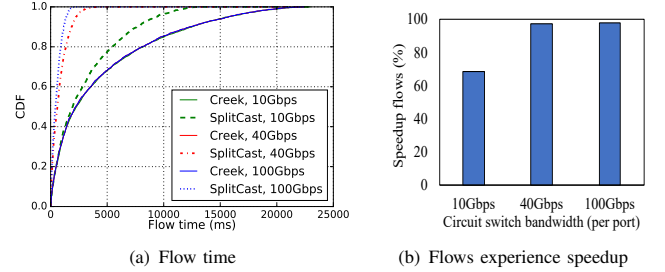 CDF
1.0
0.8
0.6
0.4
0.2
0.0
Creek, 10Gbps
SplitCast, 10Gbps
Creek, 40Gbps
SplitCast, 40Gbps
Creek, 100Gbps
SplitCast, 100Gbps
0 5000 10000 15000 20000 25000
Flow time (ms)
(a) Flow time
Speedup flows (%)
100
80
60
40
20
0
10Gbps 40Gbps 100Gbps
Circuit switch bandwidth (per port)
(b) Flows experience speedup